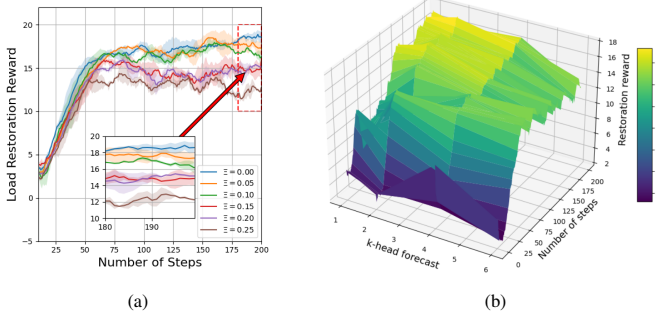 20
15
10
5
0
−5
Load Restoration Reward
25 50 75 100 125 150 175 200
Number of Steps
20
18
16
14
12
10
180 190
Ξ = 0.00
Ξ = 0.05
Ξ = 0.10
Ξ = 0.15
Ξ = 0.20
Ξ = 0.25
(a)
18
16
14
12
10
8
6
4
2
Restoration reward
1 2 3 4 5 6
k-head forecast
0 25 50 75 100 125 150 175 200
Number of steps
(b)